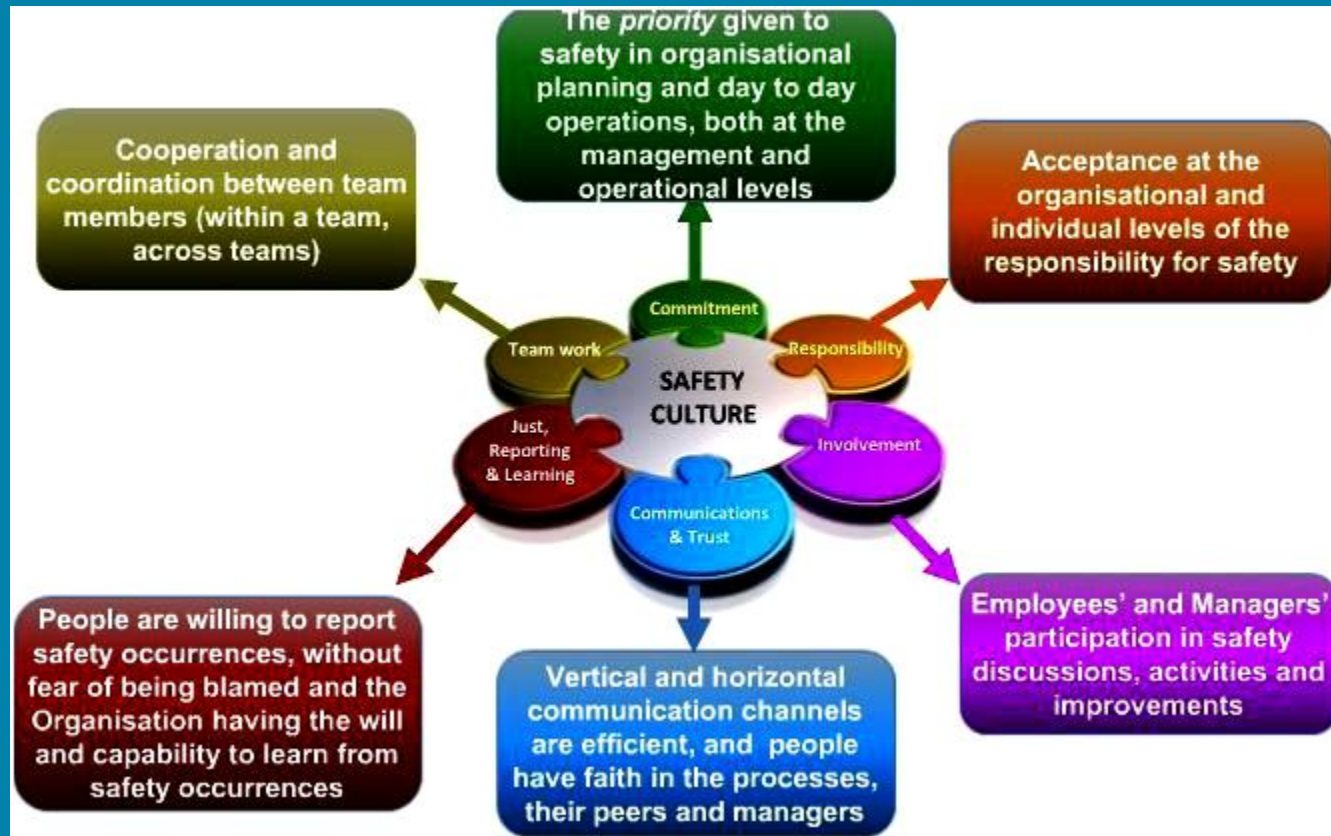 The priority given to
safety in organisational
planning and day to day
operations, both at the
management and
operational levels
Cooperation and
coordination between team
members (within a team,
across teams)
Acceptance at the
organisational and
individual levels of the
responsibility for safety
Commitment
Team work
Responsibility
SAFETY
CULTURE
Just,
Reporting
& Learning
Involvement
Communications
& Trust
People are willing to report
safety occurrences, without
fear of being blamed and the
Organisation having the will
and capability to learn from
safety occurrences
Vertical and horizontal
communication channels
are efficient, and people
have faith in the processes,
their peers and managers
Employees’ and Managers’
participation in safety
discussions, activities and
improvements